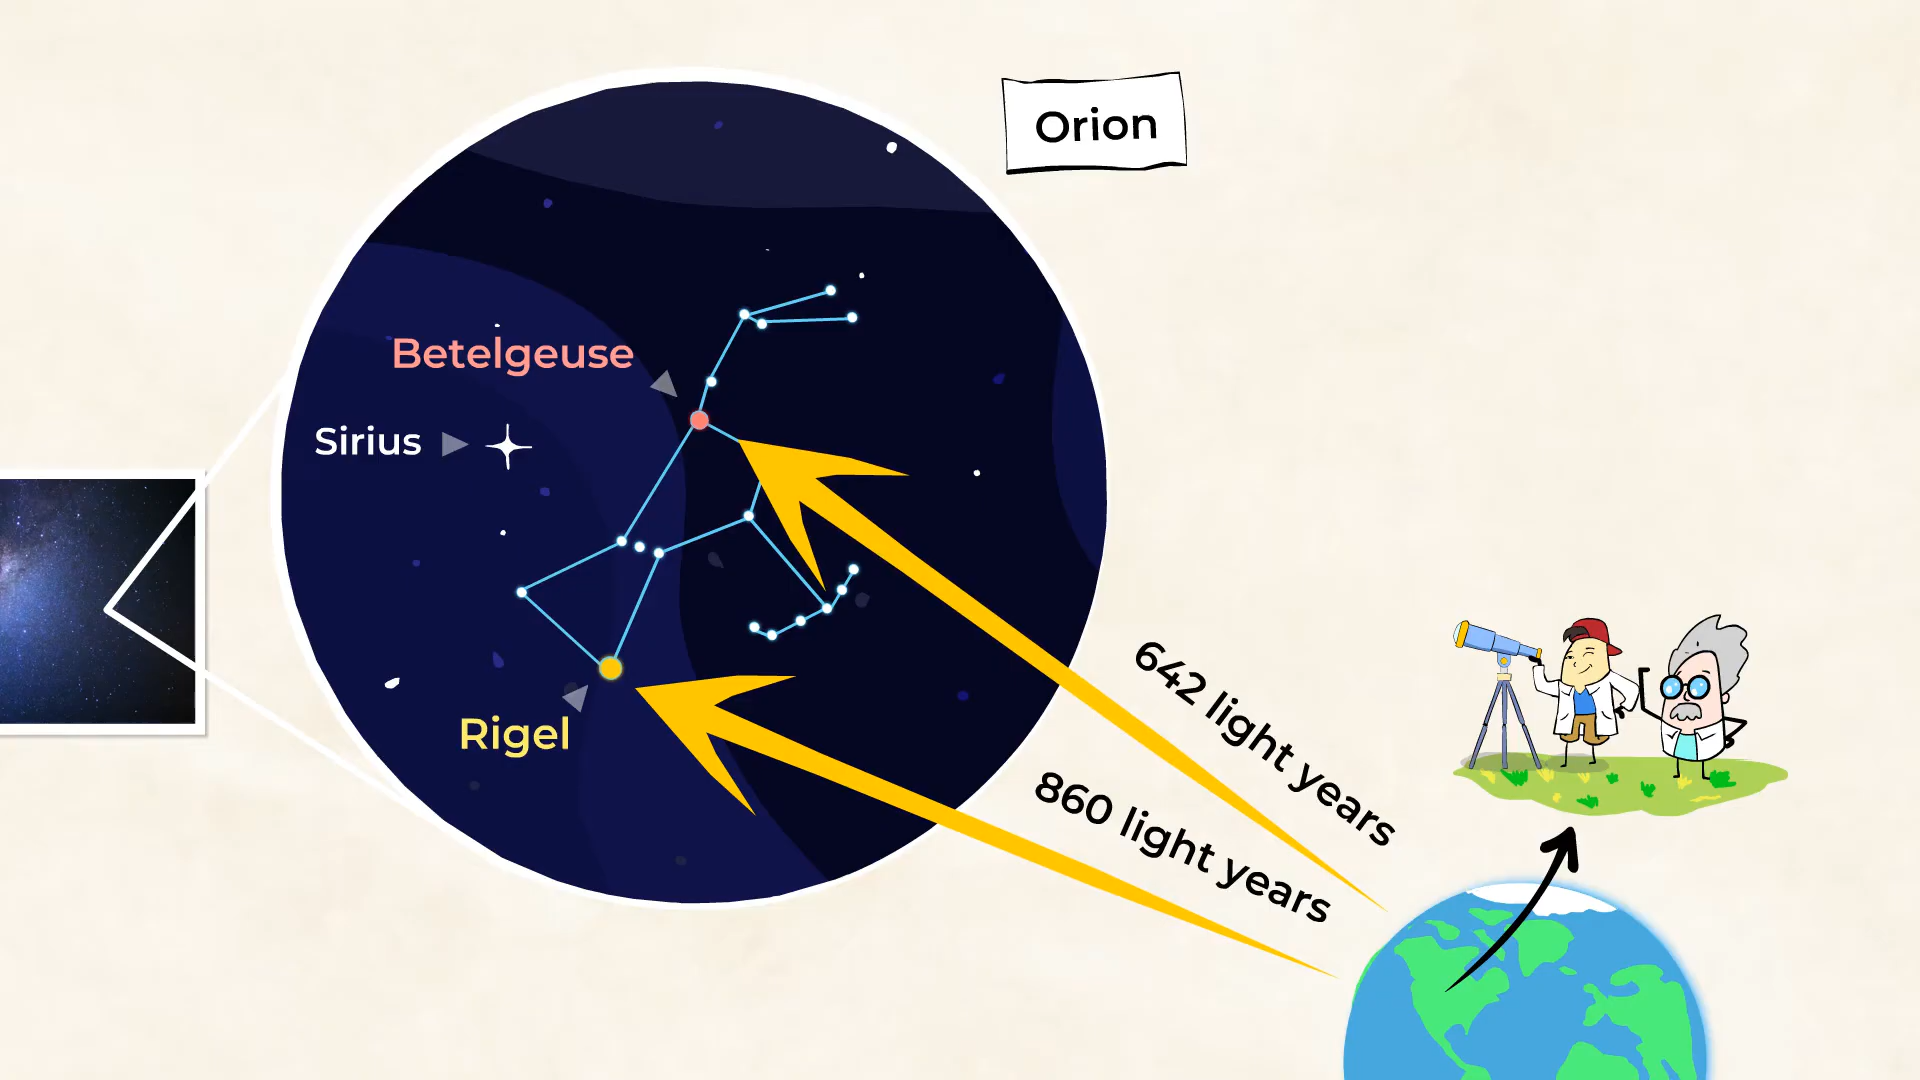 Orion
Betelgeuse
Sirius
Rigel
642 light years
860 light years